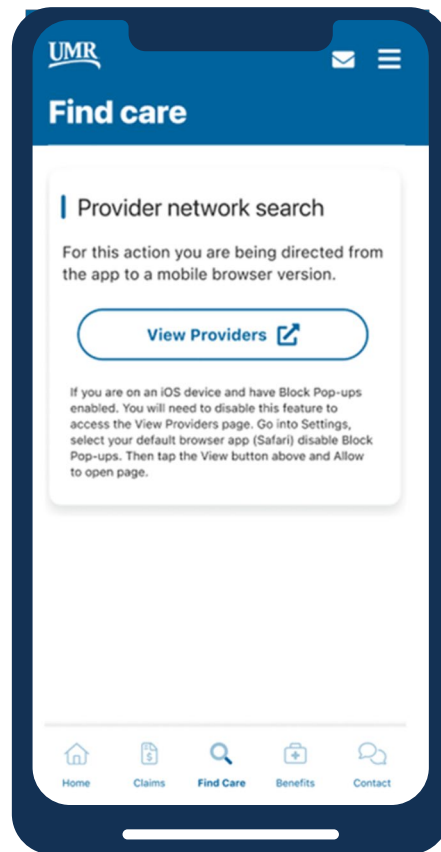 UMR
Find care
Provider network search
For this action you are being directed from
the app to a mobile browser version.
View Providers
If you are on an iOS device and have Block Pop-ups
enabled. You will need to disable this feature to
access the View Providers page. Go into Settings,
select your default browser app (Safari) disable Block
Pop-ups. Then tap the View button above and Allow
to open page.
Home Claims Find Care Benefits Contact